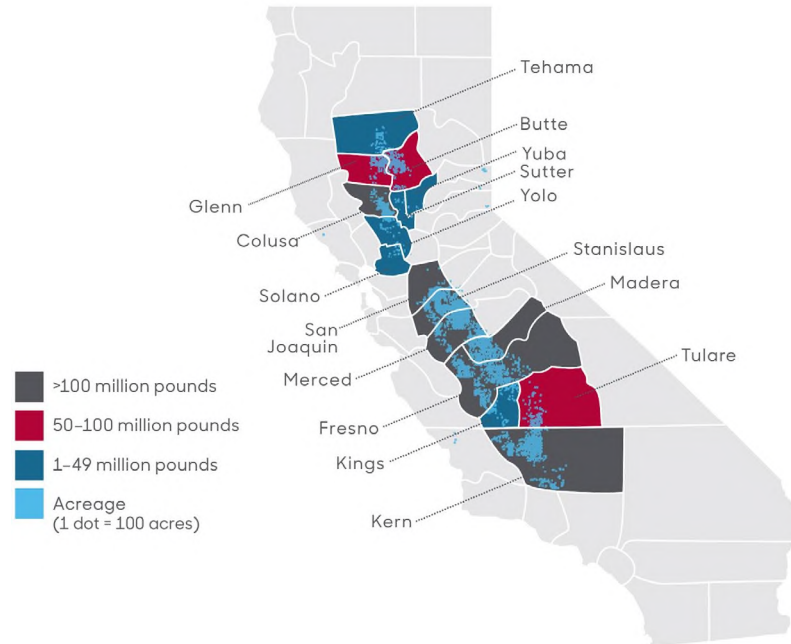 Tehama
Butte
Yuba
Sutter
Yolo
Glenn
Colusa
Solano
Stanislaus
Madera
San
Joaquin
Merced
Tulare
Fresno
Kings
Kern
>100 million pounds
50–100 million pounds
1–49 million pounds
Acreage
(1 dot = 100 acres)